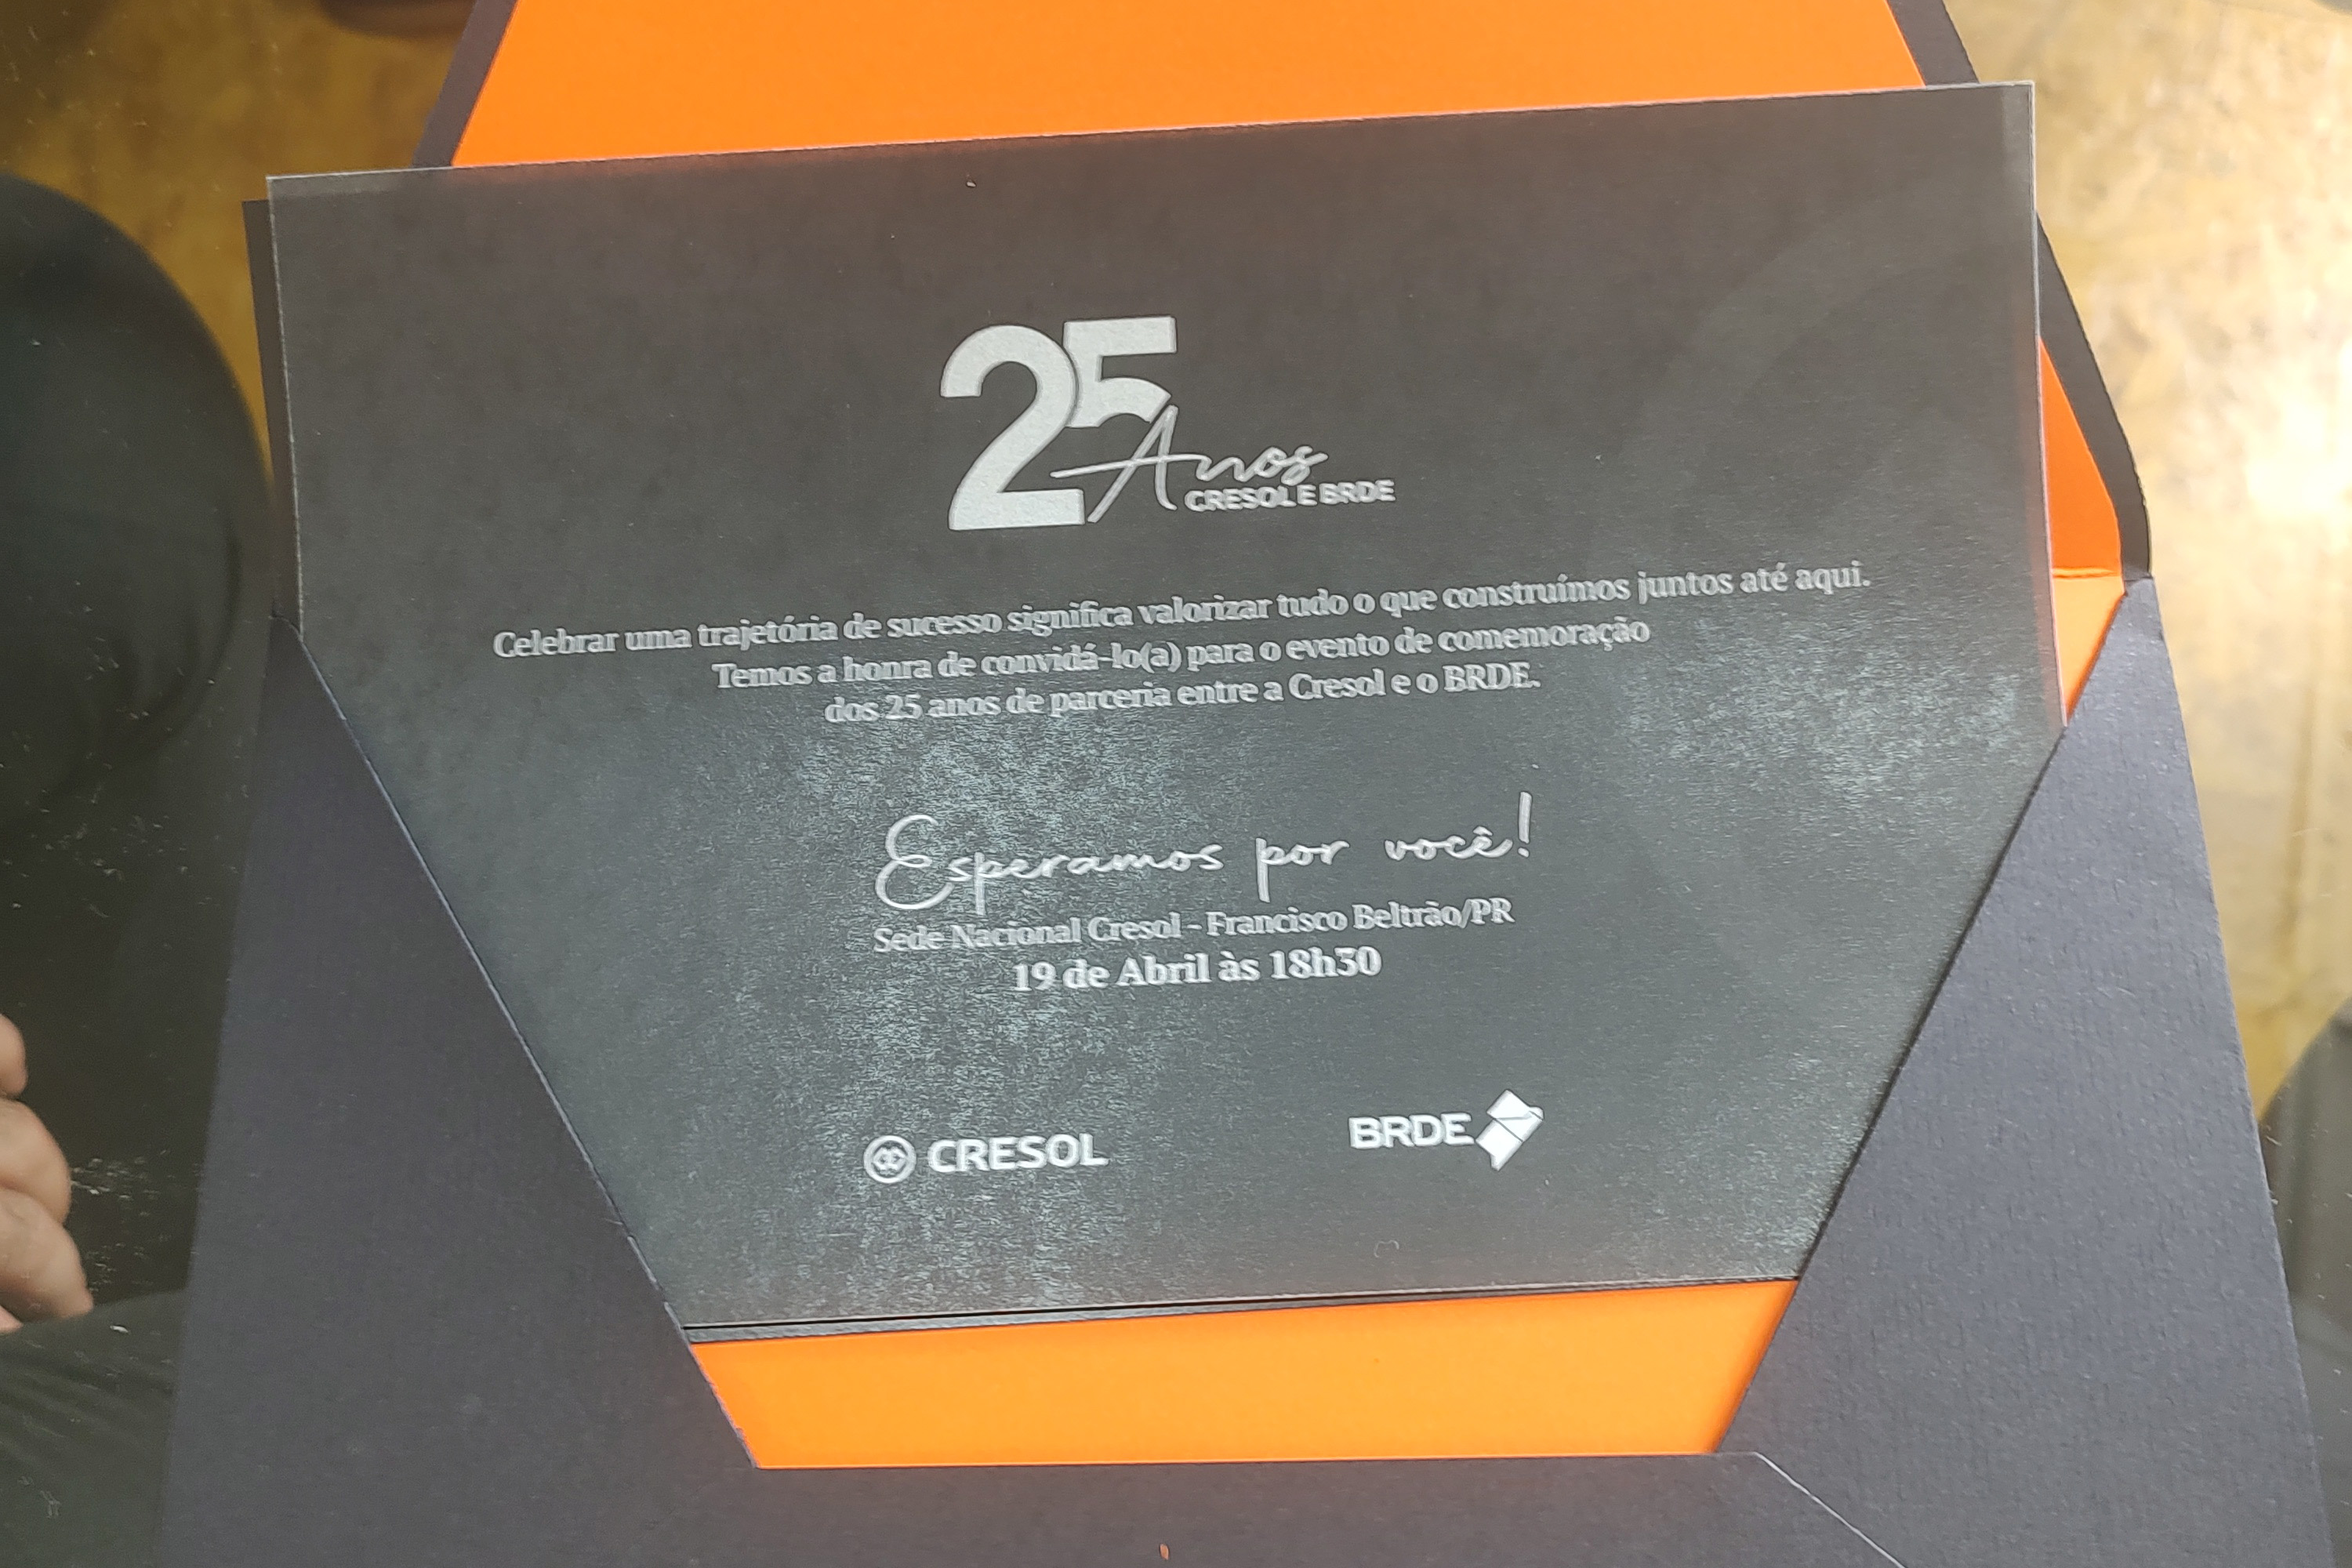 25
Anos
CRESOL E BRDE
Celebrar uma trajetória de sucesso significa valorizar tudo o que construímos juntos até aqui.
Temos a honra de convidá-lo(a) para o evento de comemoração
dos 25 anos de parceria entre a Cresol e o BRDE.
Esperamos por você!
Sede Nacional Cresol - Francisco Beltrão/PR
19 de Abril às 18h30
CRESOL
BRDE